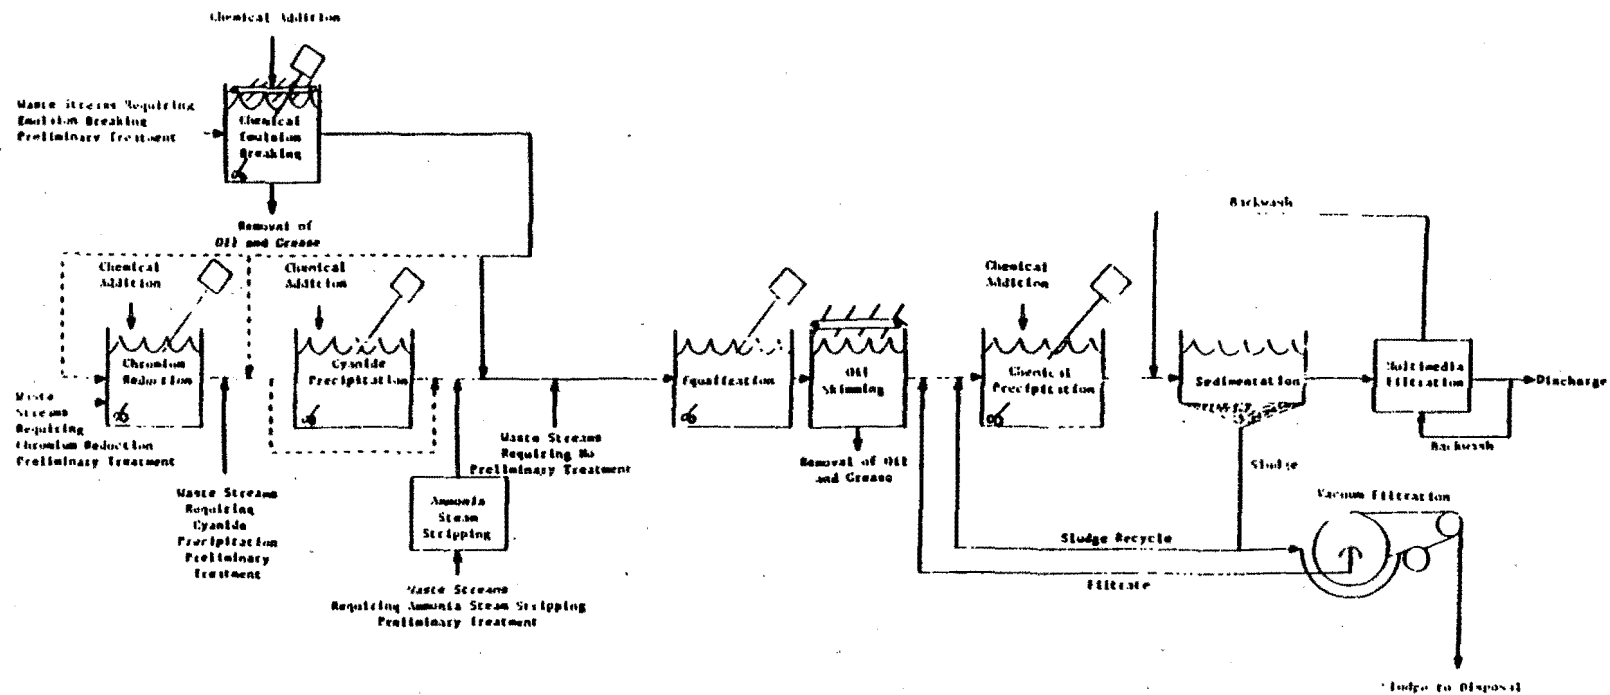 Chemical Addition
Waste Streams Requiring
Emulsion Breaking
Preliminary Treatment
Chemical
Emulsion
Breaking
Removal of
Oil and Grease
Chemical
Addition
Chromium
Reduction
Waste
Streams
Requiring
Chromium Reduction
Preliminary Treatment
Waste Streams
Requiring
Cyanide
Precipitation
Preliminary
Treatment
Chemical
Addition
Cyanide
Precipitation
Ammonia
Steam
Stripping
Waste Streams
Requiring Ammonia Steam Stripping
Preliminary Treatment
Waste Streams
Requiring No
Preliminary Treatment
Equalization
Oil
Skimming
Removal of Oil
and Grease
Chemical
Addition
Chemical
Precipitation
Backwash
Sedimentation
Sludge
Multimedia
Filtration
Discharge
Backwash
Vacuum Filtration
Sludge Recycle
Filtrate
Sludge to Disposal